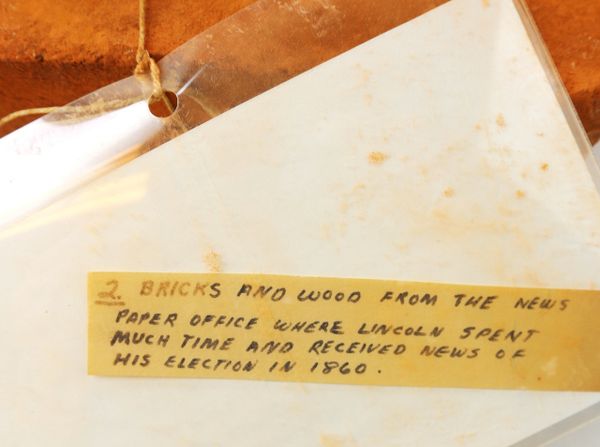 2. BRICKS AND WOOD FROM THE NEWS
PAPER OFFICE WHERE LINCOLN SPENT
MUCH TIME AND RECEIVED NEWS OF
HIS ELECTION IN 1860.